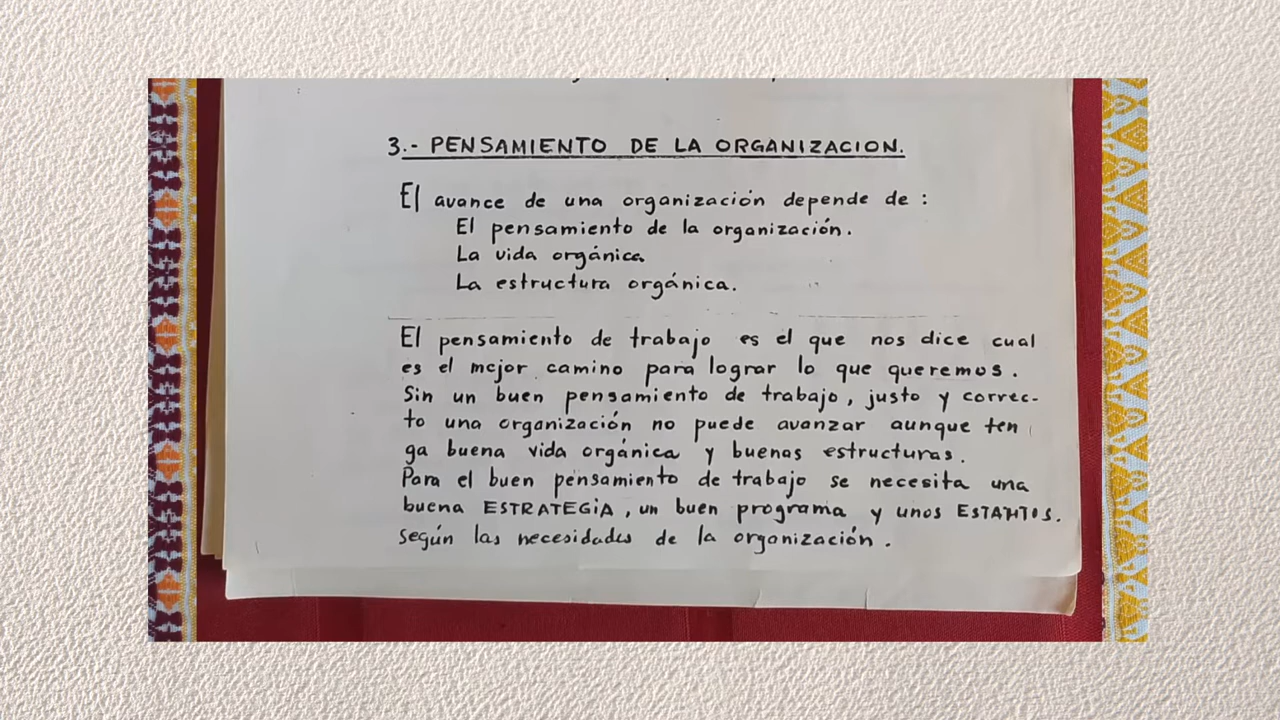 3.- PENSAMIENTO DE LA ORGANIZACION.
El avance de una organización depende de :
El pensamiento de la organización.
La vida orgánica
La estructura orgánica.
El pensamiento de trabajo es el que nos dice cual
es el mejor camino para lograr lo que queremos.
Sin un buen pensamiento de trabajo, justo y correc-
to una organización no puede avanzar aunque ten
ga buena vida orgánica y buenas estructuras.
Para el buen pensamiento de trabajo se necesita una
buena ESTRATEGIA, un buen programa y unos
según las necesidades de la organización.